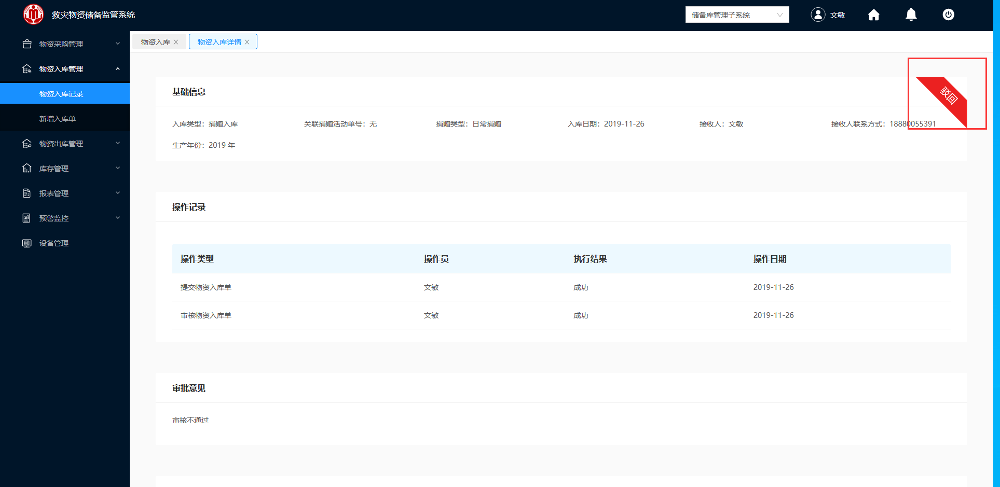 救灾物资储备监管系统
储备库管理子系统
文敏
物资采购管理
物资入库管理
物资入库记录
新增入库单
物资出库管理
库存管理
报表管理
预警监控
设备管理
物资入库
物资入库详情
基础信息
驳回
入库类型：捐赠入库 关联捐赠活动单号：无 捐赠类型：日常捐赠 入库日期：2019-11-26 接收人：文敏 接收人联系方式：18880055391
生产年份：2019 年
操作记录
操作类型 操作员 执行结果 操作日期
提交物资入库单 文敏 成功 2019-11-26
审核物资入库单 文敏 成功 2019-11-26
审批意见
审核不通过